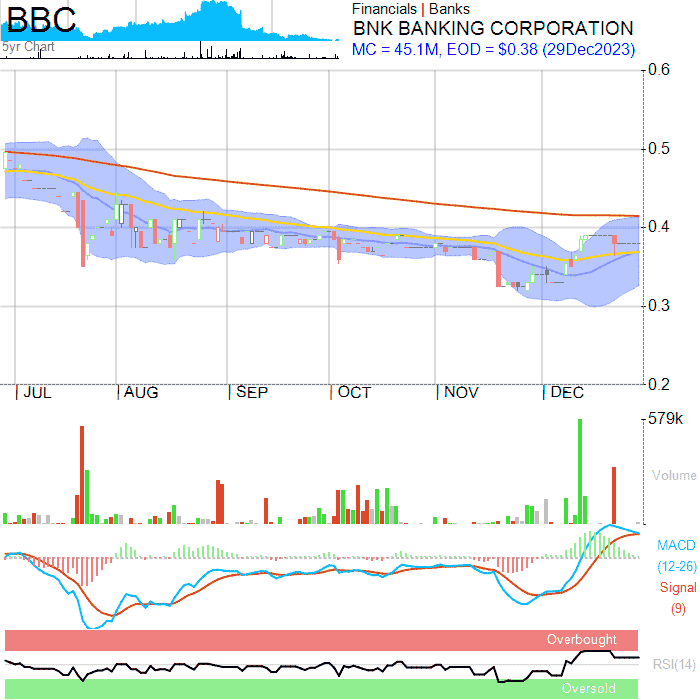 BBC
5yr Chart
Financials | Banks
BNK BANKING CORPORATION
MC = 45.1M, EOD = $0.38 (29Dec2023)
0.6
0.5
0.4
0.3
0.2
JUL AUG SEP OCT NOV DEC
579k
Volume
MACD
(12-26)
Signal
(9)
Overbought
RSI(14)
Oversold